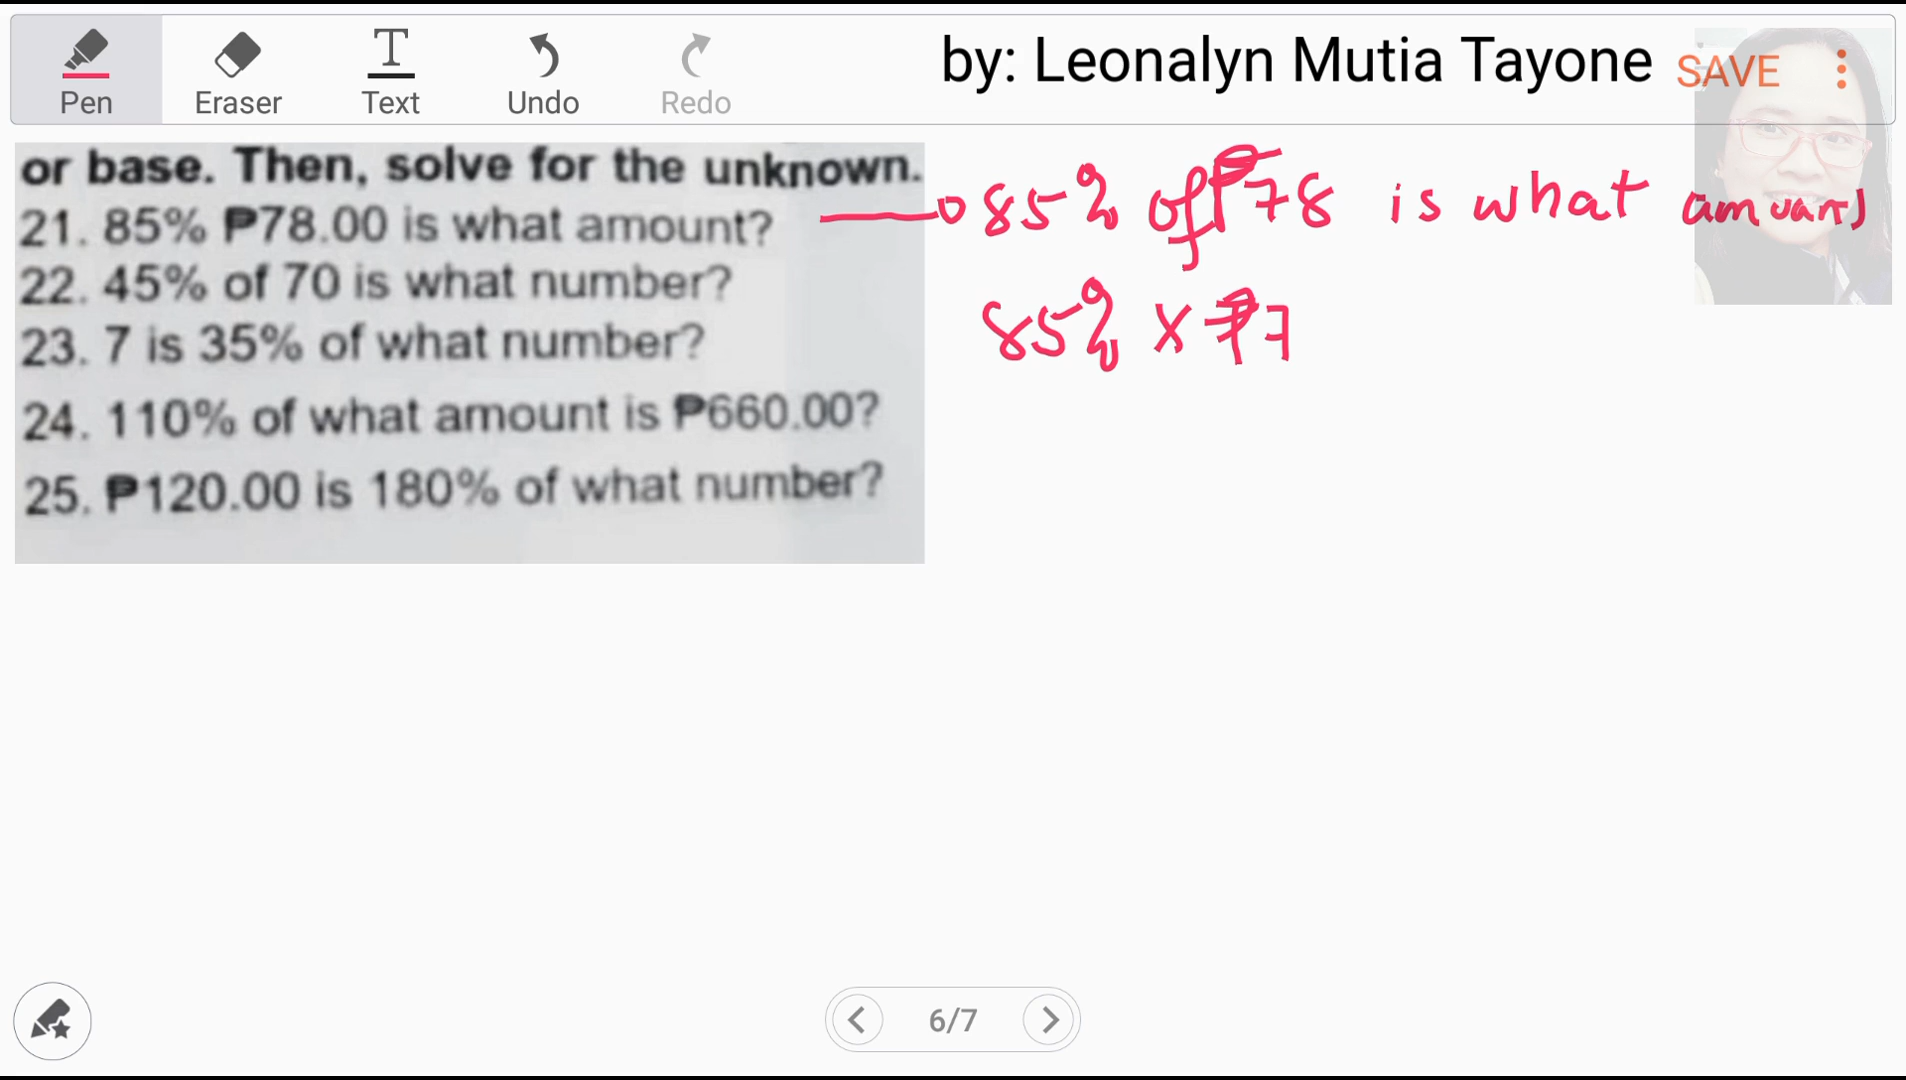 Pen
Eraser
Text
Undo
Redo
by: Leonalyn Mutia Tayone
SAVE
or base. Then, solve for the unknown.
21. 85% ₱78.00 is what amount?
22. 45% of 70 is what number?
23. 7 is 35% of what number?
24. 110% of what amount is ₱660.00?
25. ₱120.00 is 180% of what number?
85% of ₱78 is what
85% x ₱7
6/7